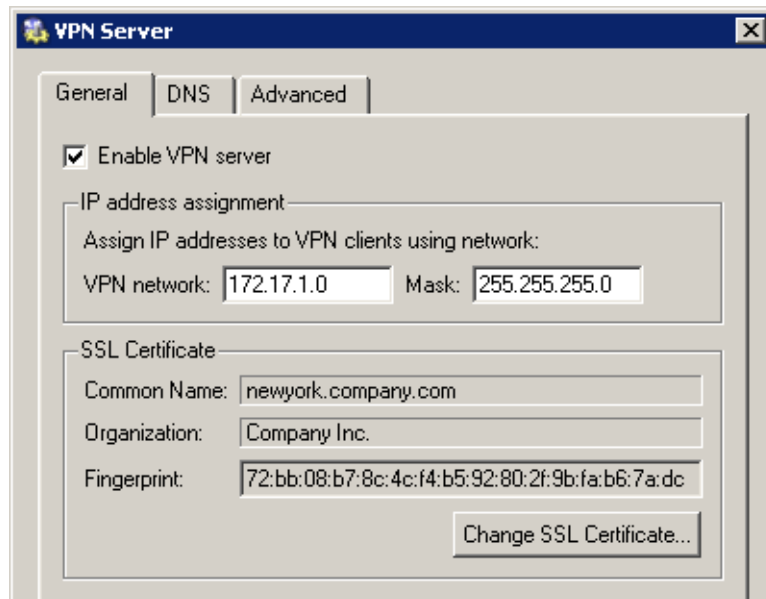 VPN Server
General DNS Advanced
Enable VPN server
IP address assignment
Assign IP addresses to VPN clients using network:
VPN network: 172.17.1.0 Mask: 255.255.255.0
SSL Certificate
Common Name: newyork.company.com
Organization: Company Inc.
Fingerprint: 72:bb:08:b7:8c:4c:f4:b5:92:80:2f:9b:fa:b6:7a:dc
Change SSL Certificate...